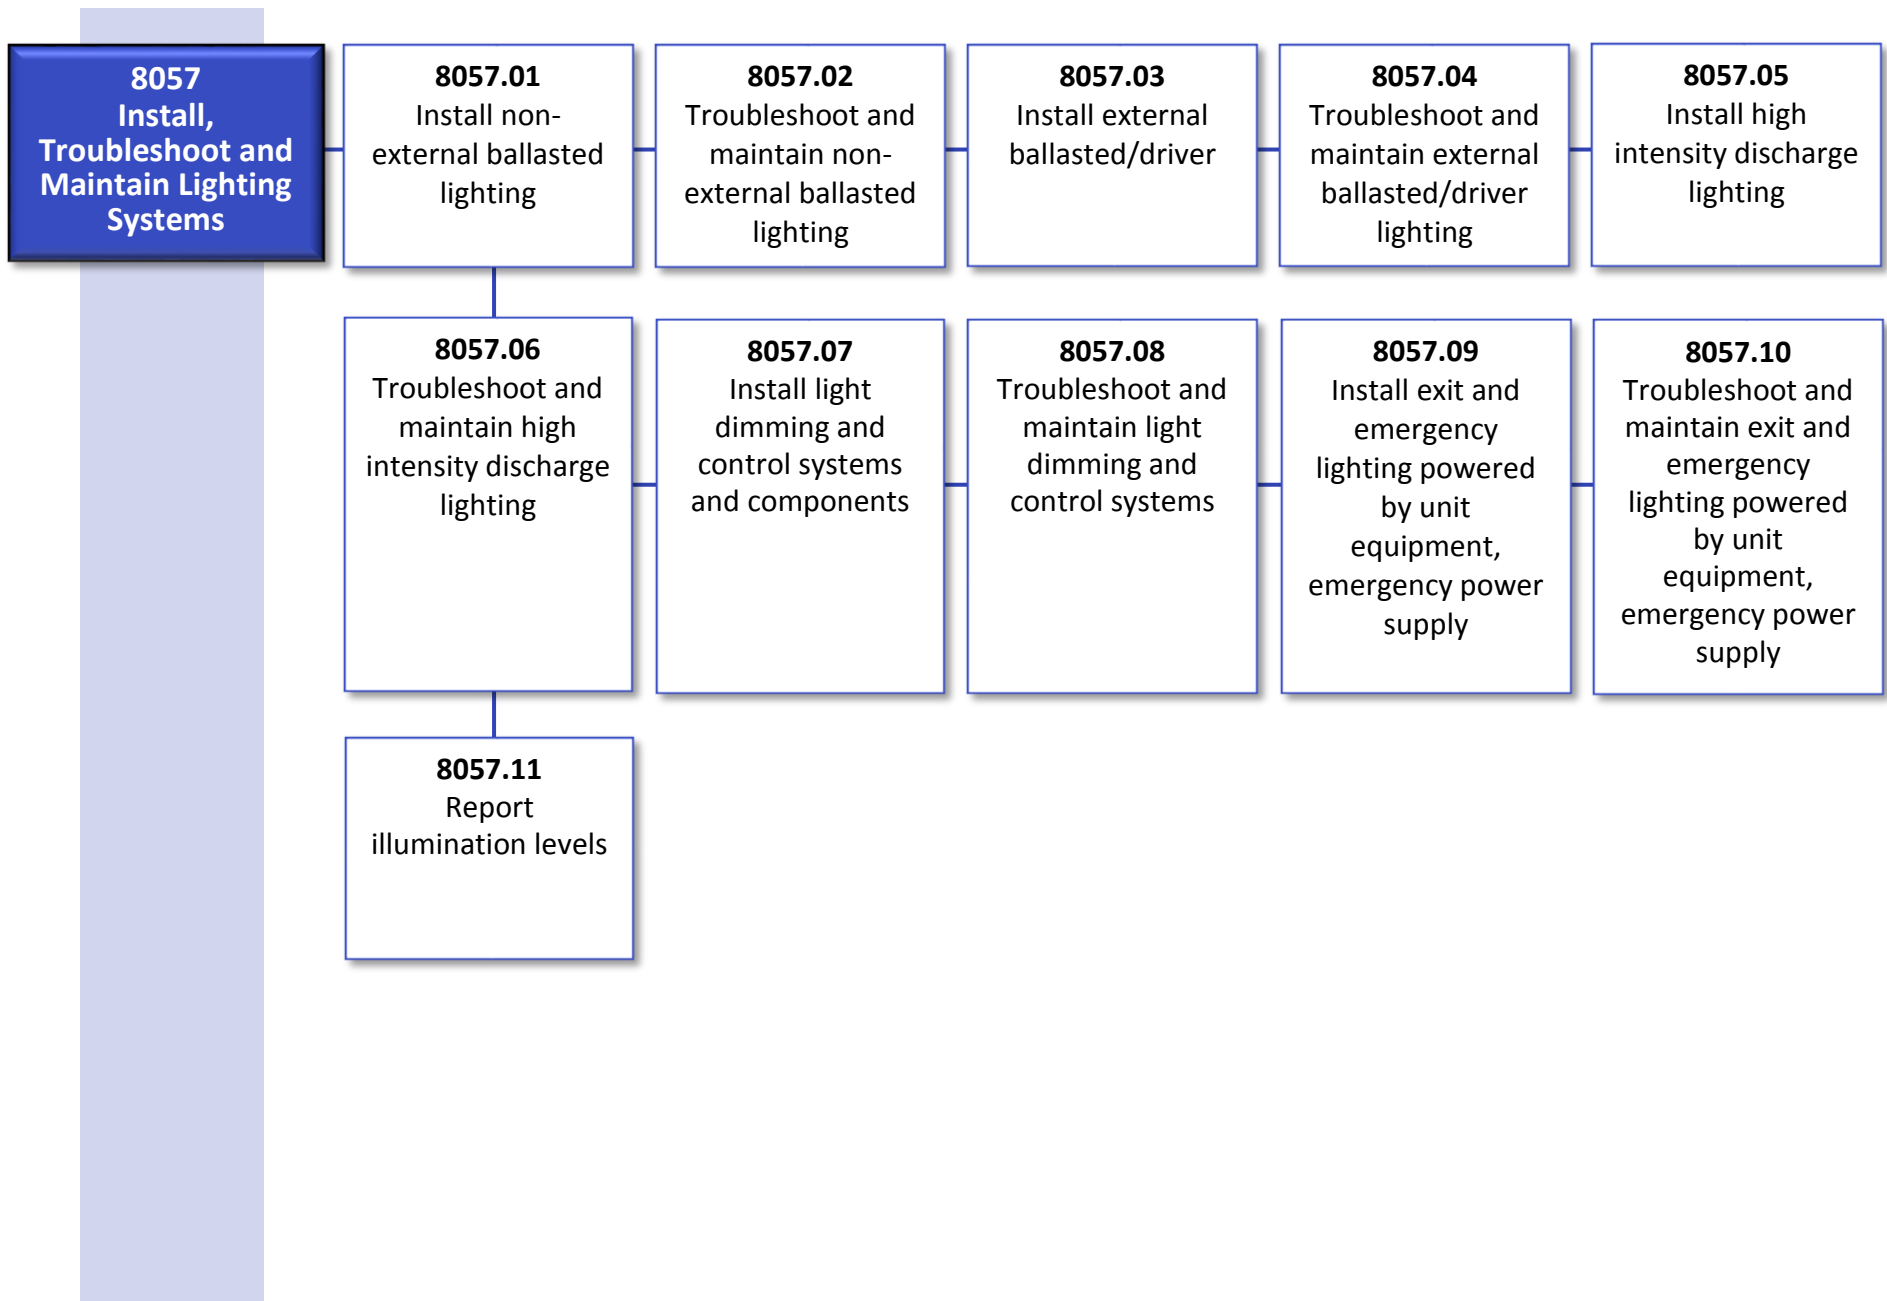 8057
Install,
Troubleshoot and
Maintain Lighting
Systems
8057.01
Install non-
external ballasted
lighting
8057.02
Troubleshoot and
maintain non-
external ballasted
lighting
8057.03
Install external
ballasted/driver
8057.04
Troubleshoot and
maintain external
ballasted/driver
lighting
8057.05
Install high
intensity discharge
lighting
8057.06
Troubleshoot and
maintain high
intensity discharge
lighting
8057.07
Install light
dimming and
control systems
and components
8057.08
Troubleshoot and
maintain light
dimming and
control systems
8057.09
Install exit and
emergency
lighting powered
by unit
equipment,
emergency power
supply
8057.10
Troubleshoot and
maintain exit and
emergency
lighting powered
by unit
equipment,
emergency power
supply
8057.11
Report
illumination levels